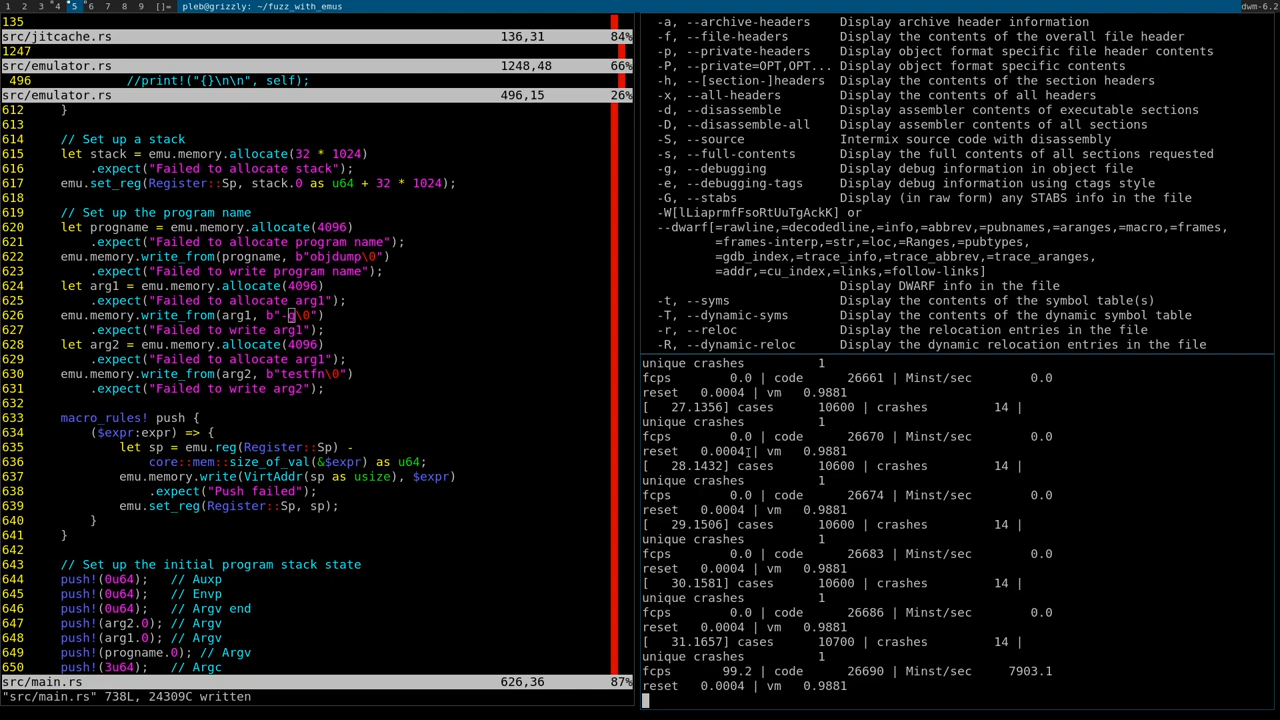 1 2 3 4 5 6 7 8 9 []= pleb@grizzly: ~/fuzz_with_emus dwm-6.2
135
src/jitcache.rs 136,31 84%
1247
src/emulator.rs 1248,48 66%
496 //print!("{}\n\n", self);
src/emulator.rs 496,15 26%
612 }
613
614 // Set up a stack
615 let stack = emu.memory.allocate(32 * 1024)
616 .expect("Failed to allocate stack");
617 emu.set_reg(Register::Sp, stack.0 as u64 + 32 * 1024);
618
619 // Set up the program name
620 let progname = emu.memory.allocate(4096)
621 .expect("Failed to allocate program name");
622 emu.memory.write_from(progname, b"objdump\0")
623 .expect("Failed to write program name");
624 let arg1 = emu.memory.allocate(4096)
625 .expect("Failed to allocate arg1");
626 emu.memory.write_from(arg1, b"-g\0")
627 .expect("Failed to write arg1");
628 let arg2 = emu.memory.allocate(4096)
629 .expect("Failed to allocate arg1");
630 emu.memory.write_from(arg2, b"testfn\0")
631 .expect("Failed to write arg2");
632
633 macro_rules! push {
634 ($expr:expr) => {
635 let sp = emu.reg(Register::Sp) -
636 core::mem::size_of_val(&$expr) as u64;
637 emu.memory.write(VirtAddr(sp as usize), $expr)
638 .expect("Push failed");
639 emu.set_reg(Register::Sp, sp);
640 }
641 }
642
643 // Set up the initial program stack state
644 push!(0u64); // Auxp
645 push!(0u64); // Envp
646 push!(0u64); // Argv end
647 push!(arg2.0); // Argv
648 push!(arg1.0); // Argv
649 push!(progname.0); // Argv
650 push!(3u64); // Argc
src/main.rs 626,36 87%
"src/main.rs" 738L, 24309C written
-a, --archive-headers Display archive header information
-f, --file-headers Display the contents of the overall file header
-p, --private-headers Display object format specific file header contents
-P, --private=OPT,OPT... Display object format specific contents
-h, --[section-]headers Display the contents of the section headers
-x, --all-headers Display the contents of all headers
-d, --disassemble Display assembler contents of executable sections
-D, --disassemble-all Display assembler contents of all sections
-S, --source Intermix source code with disassembly
-s, --full-contents Display the full contents of all sections requested
-g, --debugging Display debug information in object file
-e, --debugging-tags Display debug information using ctags style
-G, --stabs Display (in raw form) any STABS info in the file
-W[lLiaprmfFsoRtUuTgAckK] or
--dwarf[=rawline,=decodedline,=info,=abbrev,=pubnames,=aranges,=macro,=frames,
=frames-interp,=str,=loc,=Ranges,=pubtypes,
=gdb_index,=trace_info,=trace_abbrev,=trace_aranges,
=addr,=cu_index,=links,=follow-links]
Display DWARF info in the file
-t, --syms Display the contents of the symbol table(s)
-T, --dynamic-syms Display the contents of the dynamic symbol table
-r, --reloc Display the relocation entries in the file
-R, --dynamic-reloc Display the dynamic relocation entries in the file
unique crashes 1
fcps 0.0 | code 26661 | Minst/sec 0.0
reset 0.0004 | vm 0.9881
[ 27.1356] cases 10600 | crashes 14 |
unique crashes 1
fcps 0.0 | code 26670 | Minst/sec 0.0
reset 0.0004 | vm 0.9881
[ 28.1432] cases 10600 | crashes 14 |
unique crashes 1
fcps 0.0 | code 26674 | Minst/sec 0.0
reset 0.0004 | vm 0.9881
[ 29.1506] cases 10600 | crashes 14 |
unique crashes 1
fcps 0.0 | code 26683 | Minst/sec 0.0
reset 0.0004 | vm 0.9881
[ 30.1581] cases 10600 | crashes 14 |
unique crashes 1
fcps 0.0 | code 26686 | Minst/sec 0.0
reset 0.0004 | vm 0.9881
[ 31.1657] cases 10700 | crashes 14 |
unique crashes 1
fcps 99.2 | code 26690 | Minst/sec 7903.1
reset 0.0004 | vm 0.9881